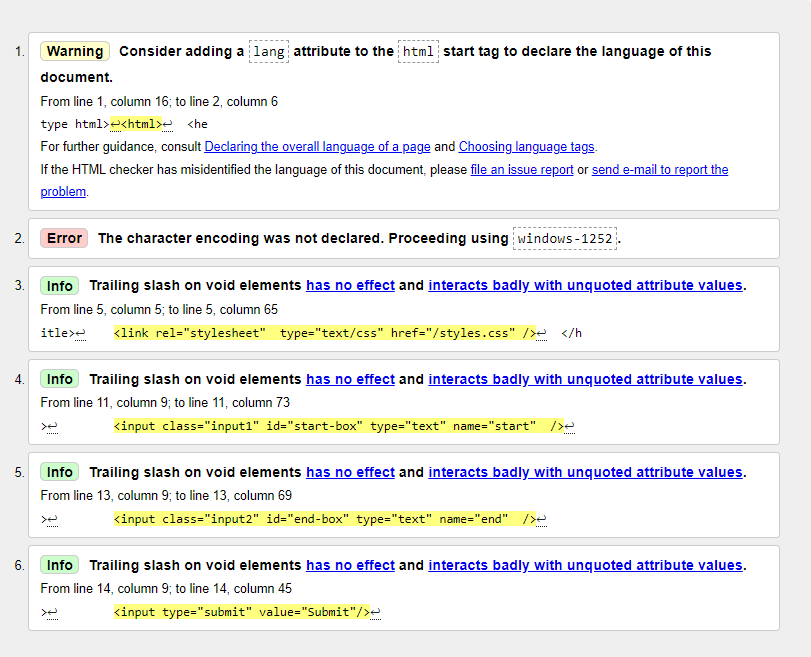 1. Warning Consider adding a lang attribute to the html start tag to declare the language of this
document.
From line 1, column 16; to line 2, column 6
type html>↩<html>↩  <he
For further guidance, consult Declaring the overall language of a page and Choosing language tags.
If the HTML checker has misidentified the language of this document, please file an issue report or send e-mail to report the
problem.
2. Error The character encoding was not declared. Proceeding using windows-1252.
3. Info Trailing slash on void elements has no effect and interacts badly with unquoted attribute values.
From line 5, column 5; to line 5, column 65
itle>↩    <link rel="stylesheet"  type="text/css" href="/styles.css" />↩  </h
4. Info Trailing slash on void elements has no effect and interacts badly with unquoted attribute values.
From line 11, column 9; to line 11, column 73
>↩        <input class="input1" id="start-box" type="text" name="start"  />↩
5. Info Trailing slash on void elements has no effect and interacts badly with unquoted attribute values.
From line 13, column 9; to line 13, column 69
>↩        <input class="input2" id="end-box" type="text" name="end"  />↩
6. Info Trailing slash on void elements has no effect and interacts badly with unquoted attribute values.
From line 14, column 9; to line 14, column 45
>↩        <input type="submit" value="Submit"/>↩